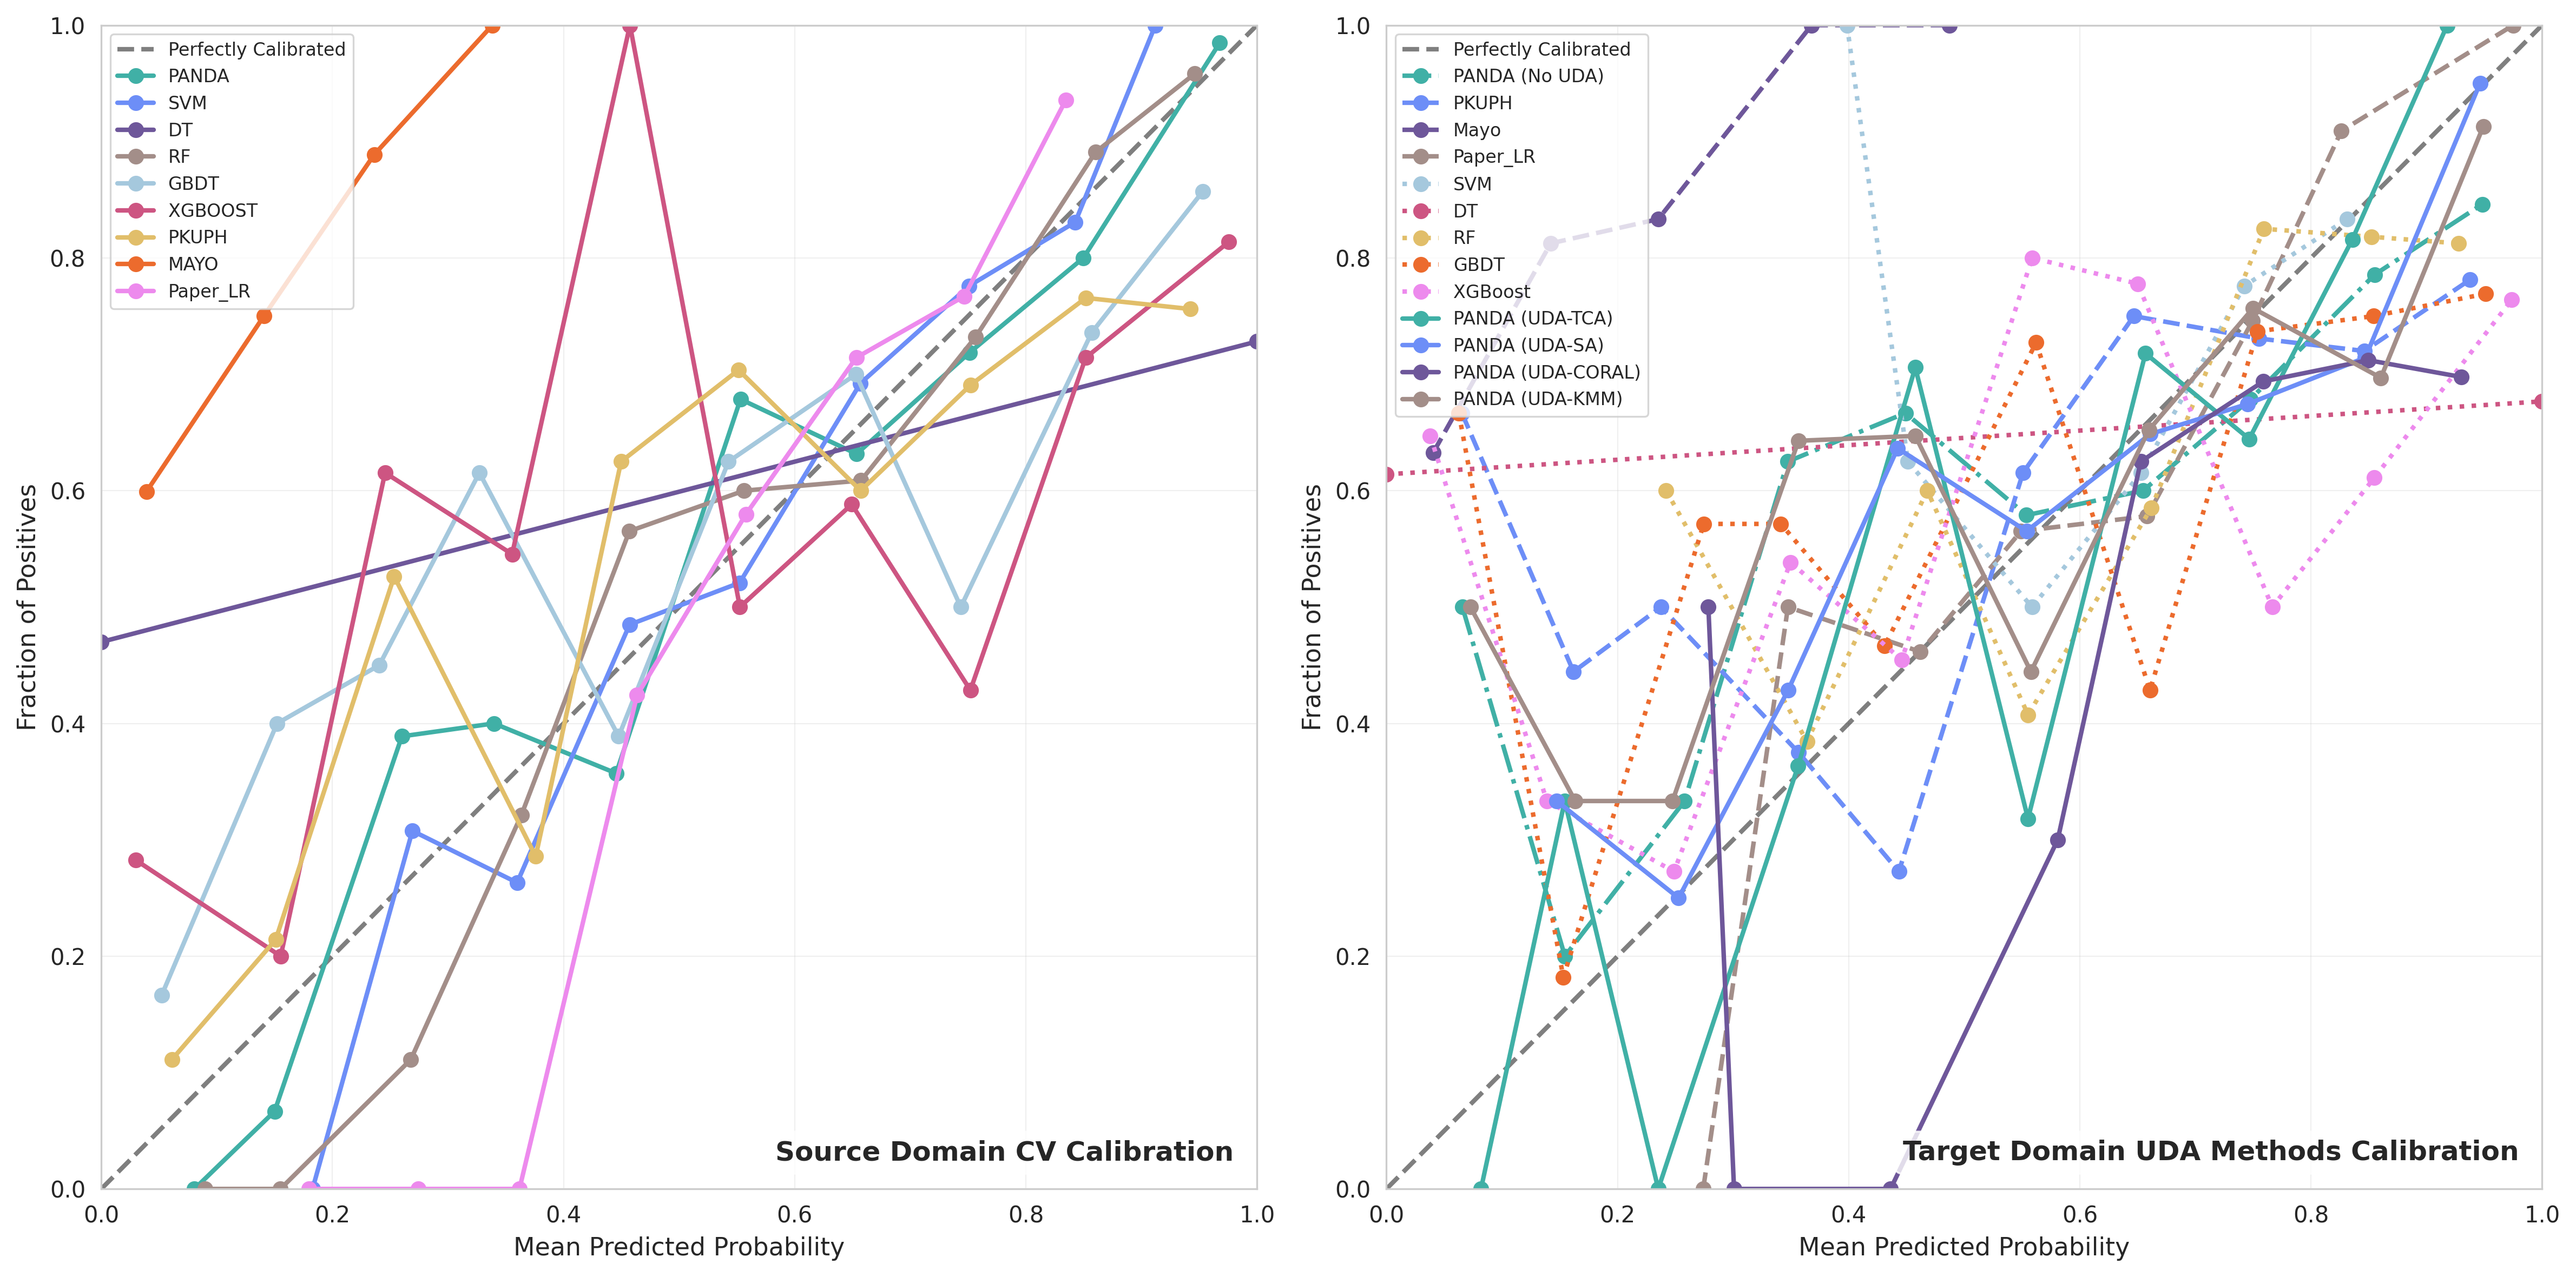 1.0
0.8
0.6
0.4
0.2
0.0
Fraction of Positives
Perfectly Calibrated
PANDA
SVM
DT
RF
GBDT
XGBOOST
PKUPH
MAYO
Paper_LR
Source Domain CV Calibration
0.0 0.2 0.4 0.6 0.8 1.0
Mean Predicted Probability
1.0
0.8
0.6
0.4
0.2
0.0
Fraction of Positives
Perfectly Calibrated
PANDA (No UDA)
PKUPH
Mayo
Paper_LR
SVM
DT
RF
GBDT
XGBoost
PANDA (UDA-TCA)
PANDA (UDA-SA)
PANDA (UDA-CORAL)
PANDA (UDA-KMM)
Target Domain UDA Methods Calibration
0.0 0.2 0.4 0.6 0.8 1.0
Mean Predicted Probability